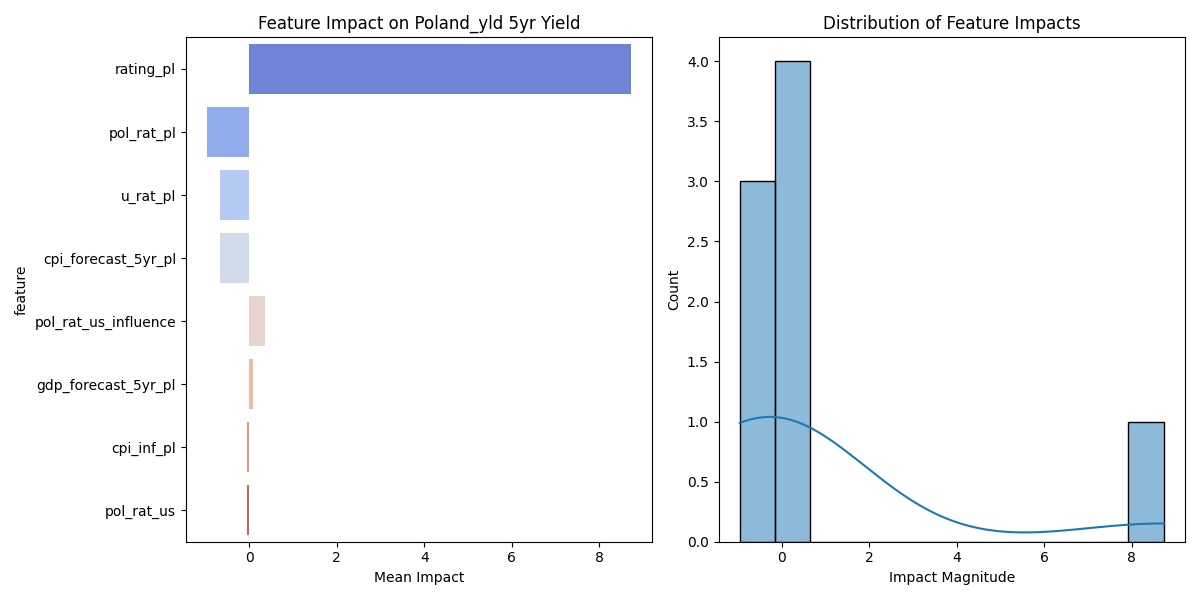 Feature Impact on Poland_yld 5yr Yield
rating_pl
pol_rat_pl
u_rat_pl
cpi_forecast_5yr_pl
pol_rat_us_influence
gdp_forecast_5yr_pl
cpi_inf_pl
pol_rat_us
feature
0
2
4
6
8
Mean Impact
Distribution of Feature Impacts
4.0
3.5
3.0
2.5
2.0
1.5
1.0
0.5
0.0
Count
0
2
4
6
8
Impact Magnitude